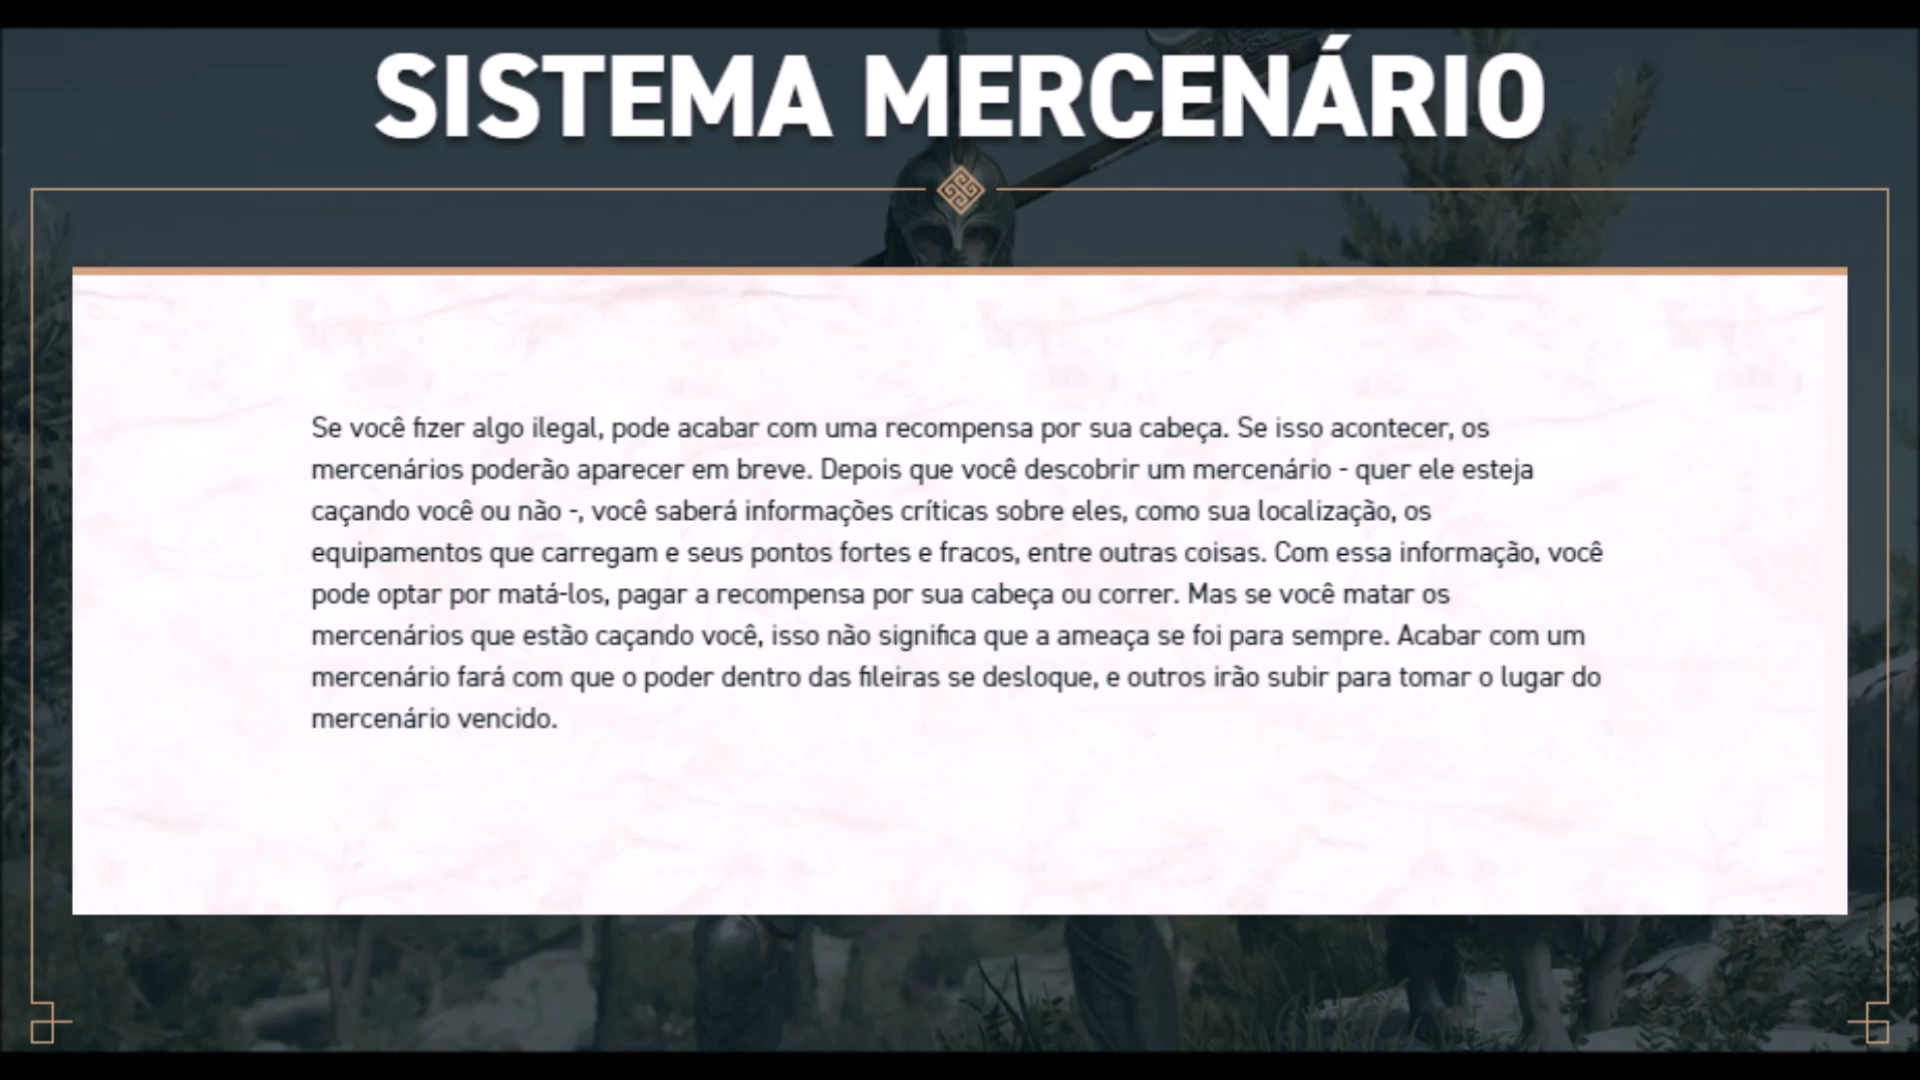 SISTEMA MERCENÁRIO
Se você fizer algo ilegal, pode acabar com uma recompensa por sua cabeça. Se isso acontecer, os
mercenários poderão aparecer em breve. Depois que você descobrir um mercenário - quer ele esteja
caçando você ou não -, você saberá informações críticas sobre eles, como sua localização, os
equipamentos que carregam e seus pontos fortes e fracos, entre outras coisas. Com essa informação, você
pode optar por matá-los, pagar a recompensa por sua cabeça ou correr. Mas se você matar os
mercenários que estão caçando você, isso não significa que a ameaça se foi para sempre. Acabar com um
mercenário fará com que o poder dentro das fileiras se desloque, e outros irão subir para tomar o lugar do
mercenário vencido.